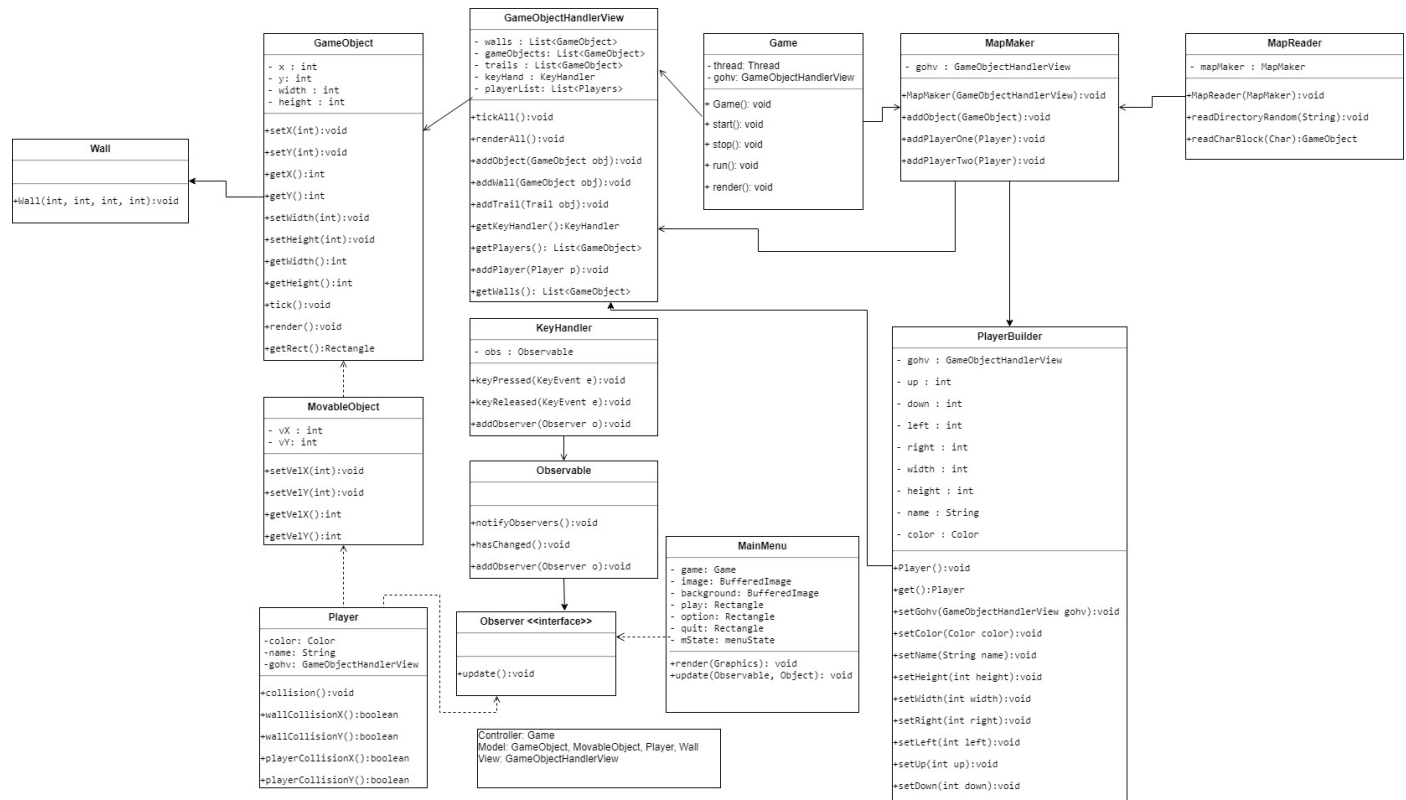 GameObject
- x : int
- y: int
- width : int
- height : int
+setX(int):void
+setY(int):void
+getX():int
+getY():int
+setWidth(int):void
+setHeight(int):void
+getWidth():int
+getHeight():int
+tick():void
+render():void
+getRect():Rectangle
Wall
+Wall(int, int, int, int):void
MovableObject
- vX : int
- vY: int
+setVelX(int):void
+setVelY(int):void
+getVelX():int
+getVelY():int
Player
-color: Color
-name: String
-gohv: GameObjectHandlerView
+collision():void
+wallCollisionX():boolean
+wallCollisionY():boolean
+playerCollisionX():boolean
+playerCollisionY():boolean
GameObjectHandlerView
- walls : List<GameObject>
- gameObjects: List<GameObject>
- trails : List<GameObject>
- keyHand : KeyHandler
- playerList: List<Players>
+tickAll():void
+renderAll():void
+addObject(GameObject obj):void
+addWall(GameObject obj):void
+addTrail(Trail obj):void
+getKeyHandler():KeyHandler
+getPlayers(): List<GameObject>
+addPlayer(Player p):void
+getWalls(): List<GameObject>
KeyHandler
- obs : Observable
+keyPressed(KeyEvent e):void
+keyReleased(KeyEvent e):void
+addObserver(Observer o):void
Observable
+notifyObservers():void
+hasChanged():void
+addObserver(Observer o):void
Observer <<interface>>
+update():void
Controller: Game
Model: GameObject, MovableObject, Player, Wall
View: GameObjectHandlerView
Game
- thread: Thread
- gohv: GameObjectHandlerView
+ Game(): void
+ start(): void
+ stop(): void
+ run(): void
+ render(): void
MainMenu
- game: Game
- image: BufferedImage
- background: BufferedImage
- play: Rectangle
- option: Rectangle
- quit: Rectangle
- mState: menuState
+render(Graphics): void
+update(Observable, Object): void
MapMaker
- gohv : GameObjectHandlerView
+MapMaker(GameObjectHandlerView):void
+addObject(GameObject):void
+addPlayerOne(Player):void
+addPlayerTwo(Player):void
MapReader
- mapMaker : MapMaker
+MapReader(MapMaker):void
+readDirectoryRandom(String):void
+readCharBlock(Char):GameObject
PlayerBuilder
- gohv : GameObjectHandlerView
- up : int
- down : int
- left : int
- right : int
- width : int
- height : int
- name : String
- color : Color
+Player():void
+get():Player
+setGohv(GameObjectHandlerView gohv):void
+setColor(Color color):void
+setName(String name):void
+setHeight(int height):void
+setWidth(int width):void
+setRight(int right):void
+setLeft(int left):void
+setUp(int up):void
+setDown(int down):void